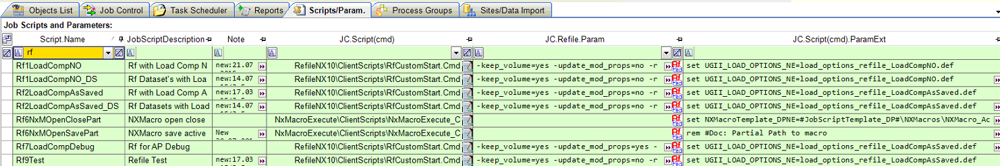 Objects List Job Control Task Scheduler Reports Scripts/Param. Process Groups Sites/Data Import
Job Scripts and Parameters:
Script.Name JobScriptDescription Note JC.Script(cmd) JC.Refile.Param JC.Script(cmd).ParamExt
rf
Rf1LoadCompNO Rf with Load Comp N new:21.07 RefileNX10\ClientScripts\RfCustomStart.Cmd -keep_volume=yes -update_mod_props=no -r set UGII_LOAD_OPTIONS_NE=load_options_refile_LoadCompNO.def
Rf1LoadCompNO_DS Rf Dataset's with Loa new:14.07 RefileNX10\ClientScripts\RfCustomStart.Cmd -keep_volume=yes -update_mod_props=no -r set UGII_LOAD_OPTIONS_NE=load_options_refile_LoadCompNO.def
Rf2LoadCompAsSaved Rf with Load Comp A new:17.03 RefileNX10\ClientScripts\RfCustomStart.Cmd -keep_volume=yes -update_mod_props=no -r set UGII_LOAD_OPTIONS_NE=load_options_refile_LoadCompAsSaved.def
Rf2LoadCompAsSaved_DS Rf Datasets with Load new:14.07 RefileNX10\ClientScripts\RfCustomStart.Cmd -keep_volume=yes -update_mod_props=no -r set UGII_LOAD_OPTIONS_NE=load_options_refile_LoadCompAsSaved.def
Rf6NxMOpenClosePart NXMacro open close NxMacroExecute\ClientScripts\NxMacroExecute_C set NXMacroTemplate_DPNE=#JobScriptTemplate_DP#\NXMacros\NXMacro_Ac
Rf6NxMOpenSavePart NXMacro save active New NxMacroExecute\ClientScripts\NxMacroExecute_C rem #Doc: Partial Path to macro
Rf7LoadCompDebug Rf for AP Debug RefileNX10\ClientScripts\RfCustomStart.Cmd -keep_volume=yes -update_mod_props=yes - set UGII_LOAD_OPTIONS_NE=load_options_refile_LoadCompAsSaved.def
Rf9Test Refile Test new:17.03 RefileNX10\ClientScripts\RfCustomStart.Cmd -keep_volume=yes -update_mod_props=no -r set UGII_LOAD_OPTIONS_NE=load_options_refile_LoadCompAsSaved.def